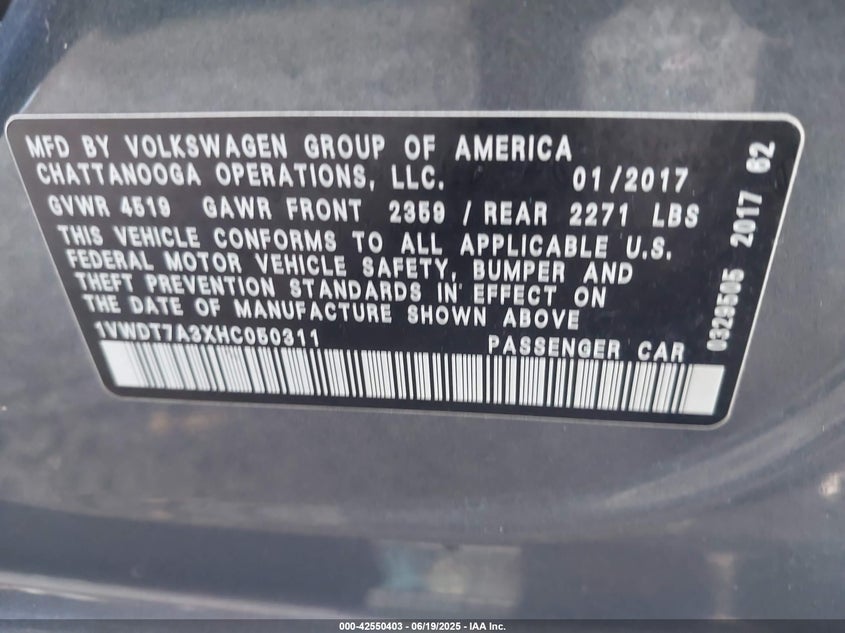 MFD BY VOLKSWAGEN GROUP OF AMERICA
CHATTANOOGA OPERATIONS, LLC. 01/2017
GVWR 4519 GAWR FRONT 2359 / REAR 2271 LBS
THIS VEHICLE CONFORMS TO ALL APPLICABLE U.S.
FEDERAL MOTOR VEHICLE SAFETY, BUMPER AND
THEFT PREVENTION STANDARDS IN EFFECT ON
THE DATE OF MANUFACTURE SHOWN ABOVE
1VWDT7A3XHC050311 PASSENGER CAR
0329505 2017 62
000-42550403 - 06/19/2025 - IAA Inc.